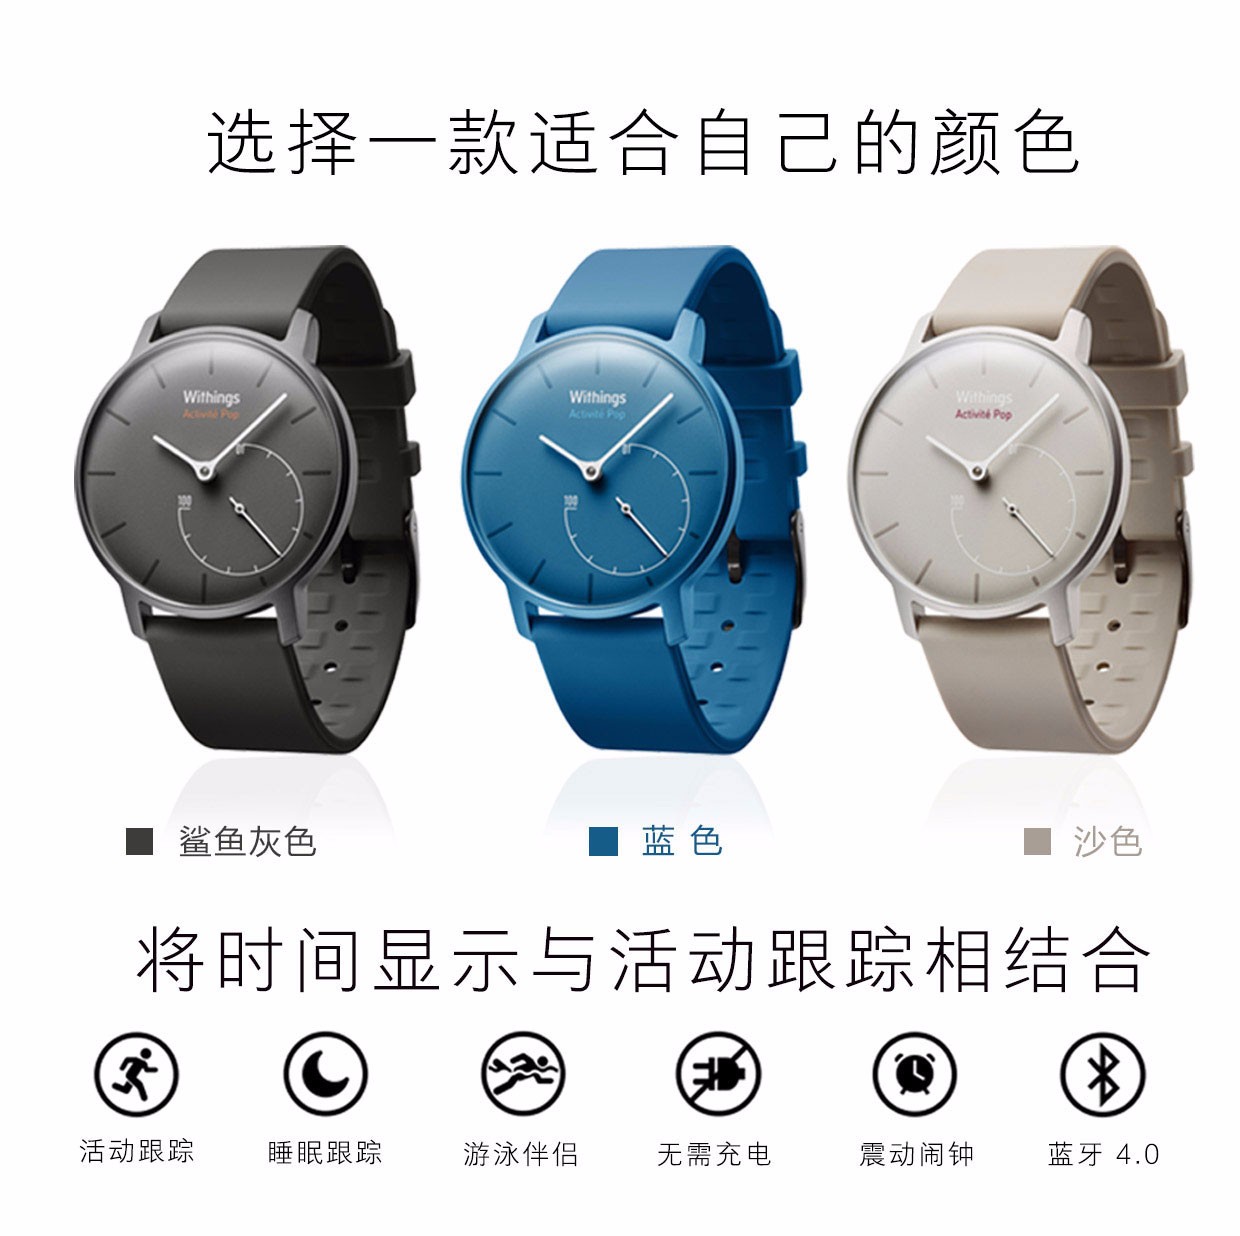 选择一款适合自己的颜色
Withings
Activité Pop
100
Withings
Activité Pop
100
Withings
Activité Pop
100
鲨鱼灰色
蓝 色
沙色
将时间显示与活动跟踪相结合
活动跟踪
睡眠跟踪
游泳伴侣
无需充电
震动闹钟
蓝牙 4.0